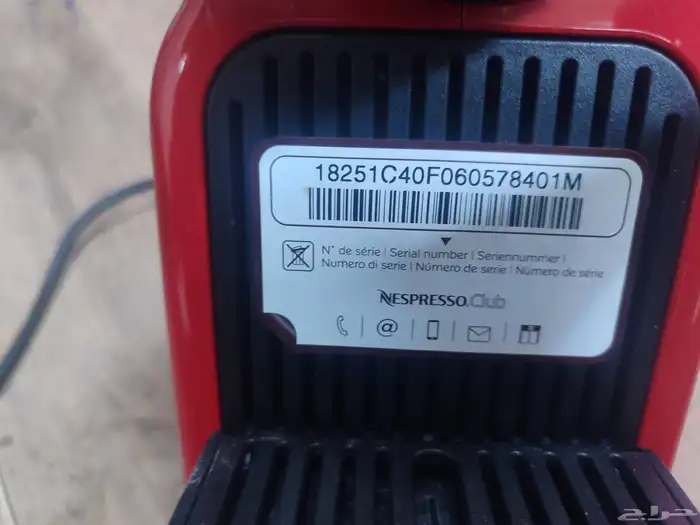 18251C40F060578401M
N° de série | Serial number | Seriennummer |
Numero di serie | Número de serie | Número de série
NESPRESSO.Club
@
حراج